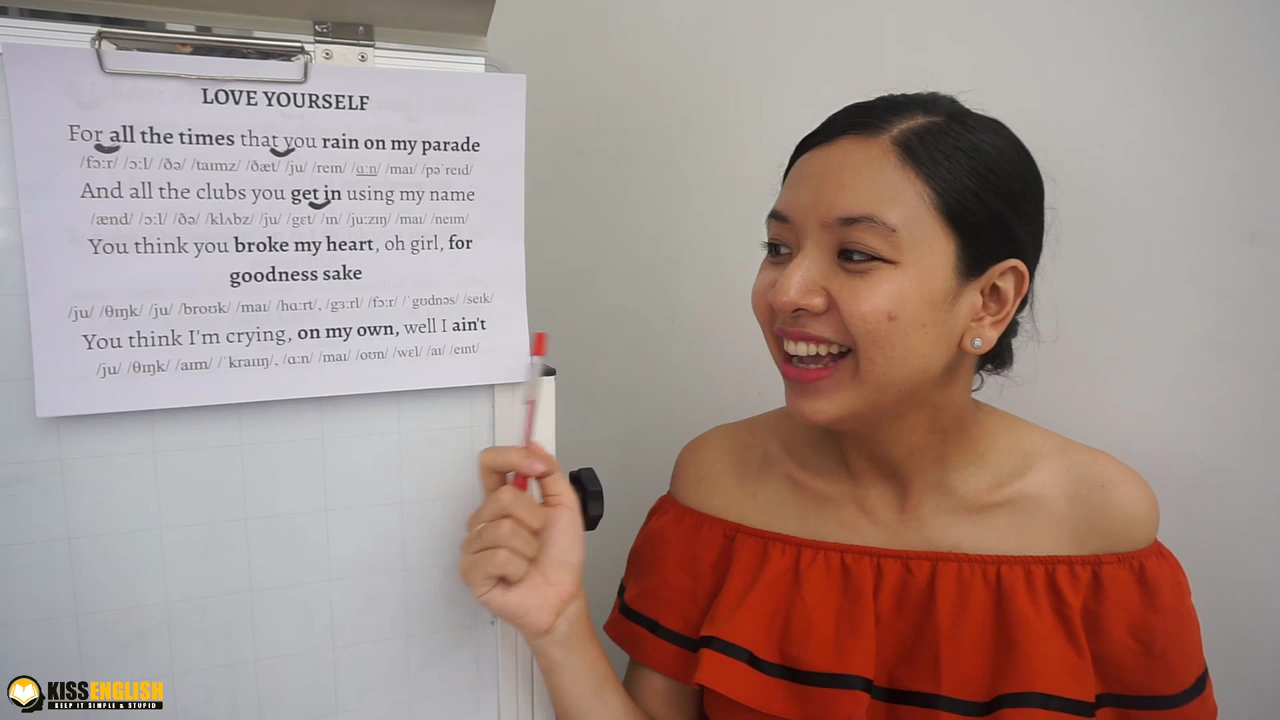 LOVE YOURSELF
For all the times that you rain on my parade
/fɔːr/ /ɔːl/ /ðə/ /taɪmz/ /ðæt/ /ju/ /reɪn/ /ɑːn/ /maɪ/ /pəˈreɪd/
And all the clubs you get in using my name
/ænd/ /ɔːl/ /ðə/ /klʌbz/ /ju/ /gɛt/ /ɪn/ /juːzɪŋ/ /maɪ/ /neɪm/
You think you broke my heart, oh girl, for
goodness sake
/ju/ /θɪŋk/ /ju/ /broʊk/ /maɪ/ /hɑːrt/, /gɜːrl/ /fɔːr/ /ˈgʊdnəs/ /seɪk/
You think I'm crying, on my own, well I ain't
/ju/ /θɪŋk/ /aɪm/ /ˈkraɪɪŋ/, /ɑːn/ /maɪ/ /oʊn/ /wɛl/ /aɪ/ /eɪnt/
KISSENGLISH
KEEP IT SIMPLE & STUPID